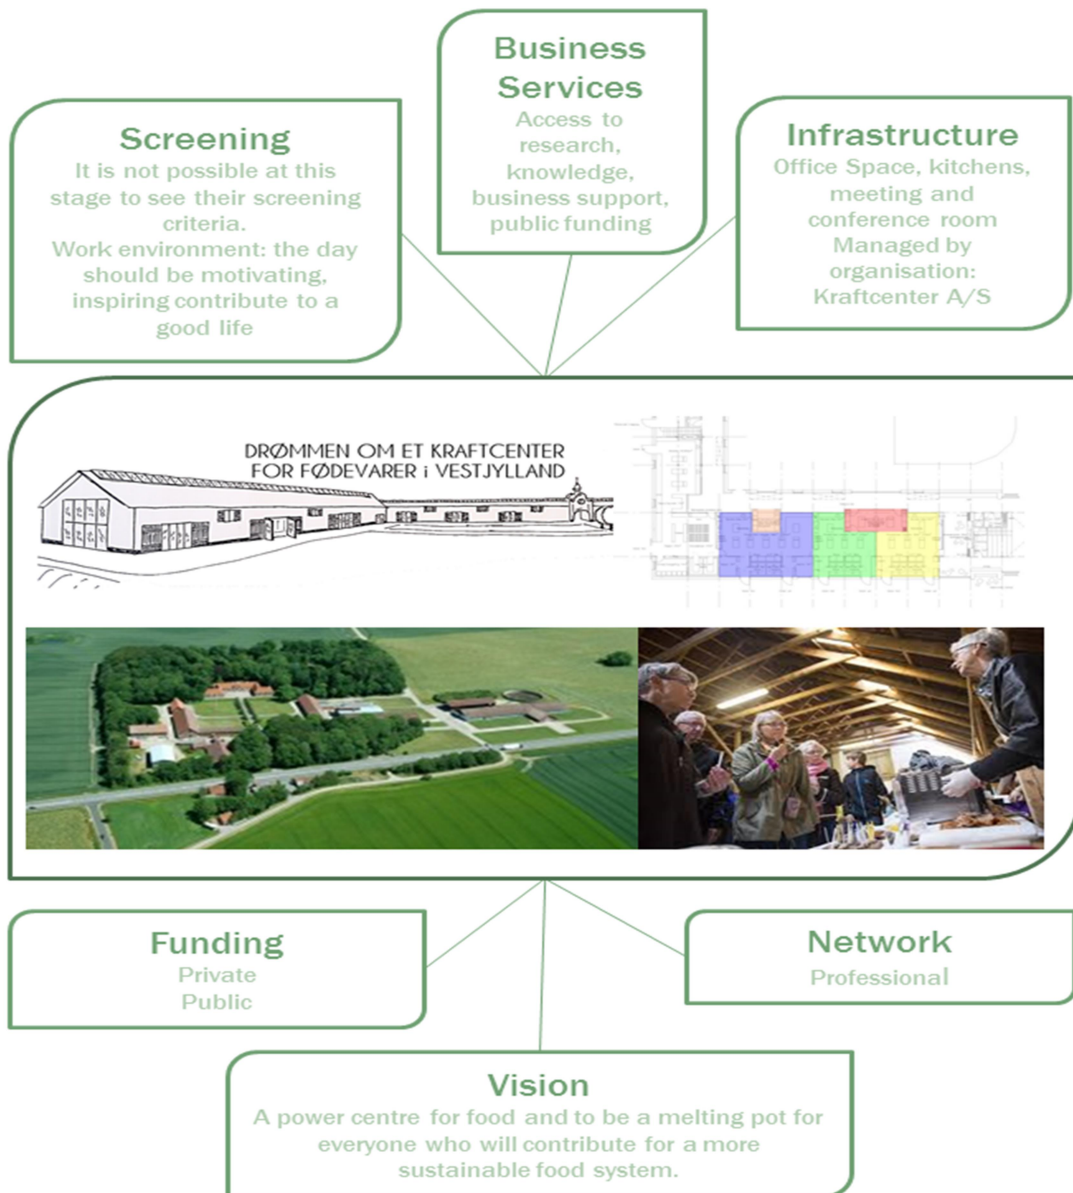 Business
Services
Access to
research,
knowledge,
business support,
public funding
Screening
It is not possible at this
stage to see their screening
criteria.
Work environment: the day
should be motivating,
inspiring contribute to a
good life
Infrastructure
Office Space, kitchens,
meeting and
conference room
Managed by
organisation:
Kraftcenter A/S
DRØMMEN OM ET KRAFTCENTER
FOR FØDEVARER i VESTJYLLAND
Funding
Private
Public
Network
Professional
Vision
A power centre for food and to be a melting pot for
everyone who will contribute for a more
sustainable food system.